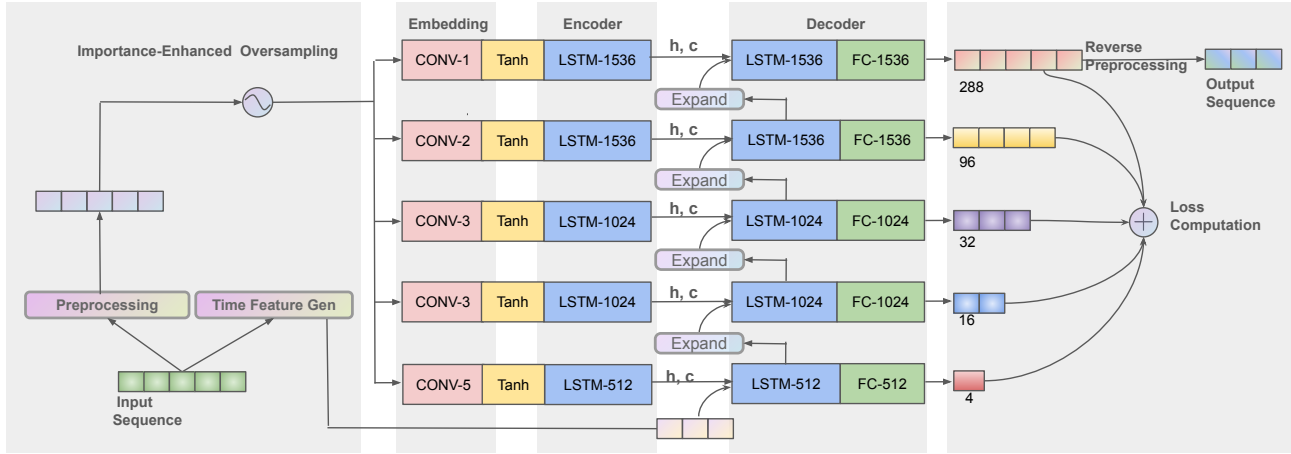 Embedding
Encoder
Decoder
Importance-Enhanced Oversampling
CONV-1 Tanh LSTM-1536 h, c LSTM-1536 FC-1536
Reverse
Preprocessing
288
Output
Sequence
Expand
CONV-2 Tanh LSTM-1536 h, c LSTM-1536 FC-1536
96
Expand
CONV-3 Tanh LSTM-1024 h, c LSTM-1024 FC-1024
32
Loss
Computation
Expand
Preprocessing
Time Feature Gen
CONV-3 Tanh LSTM-1024 h, c LSTM-1024 FC-1024
16
Expand
CONV-5 Tanh LSTM-512 h, c LSTM-512 FC-512
4
Input
Sequence